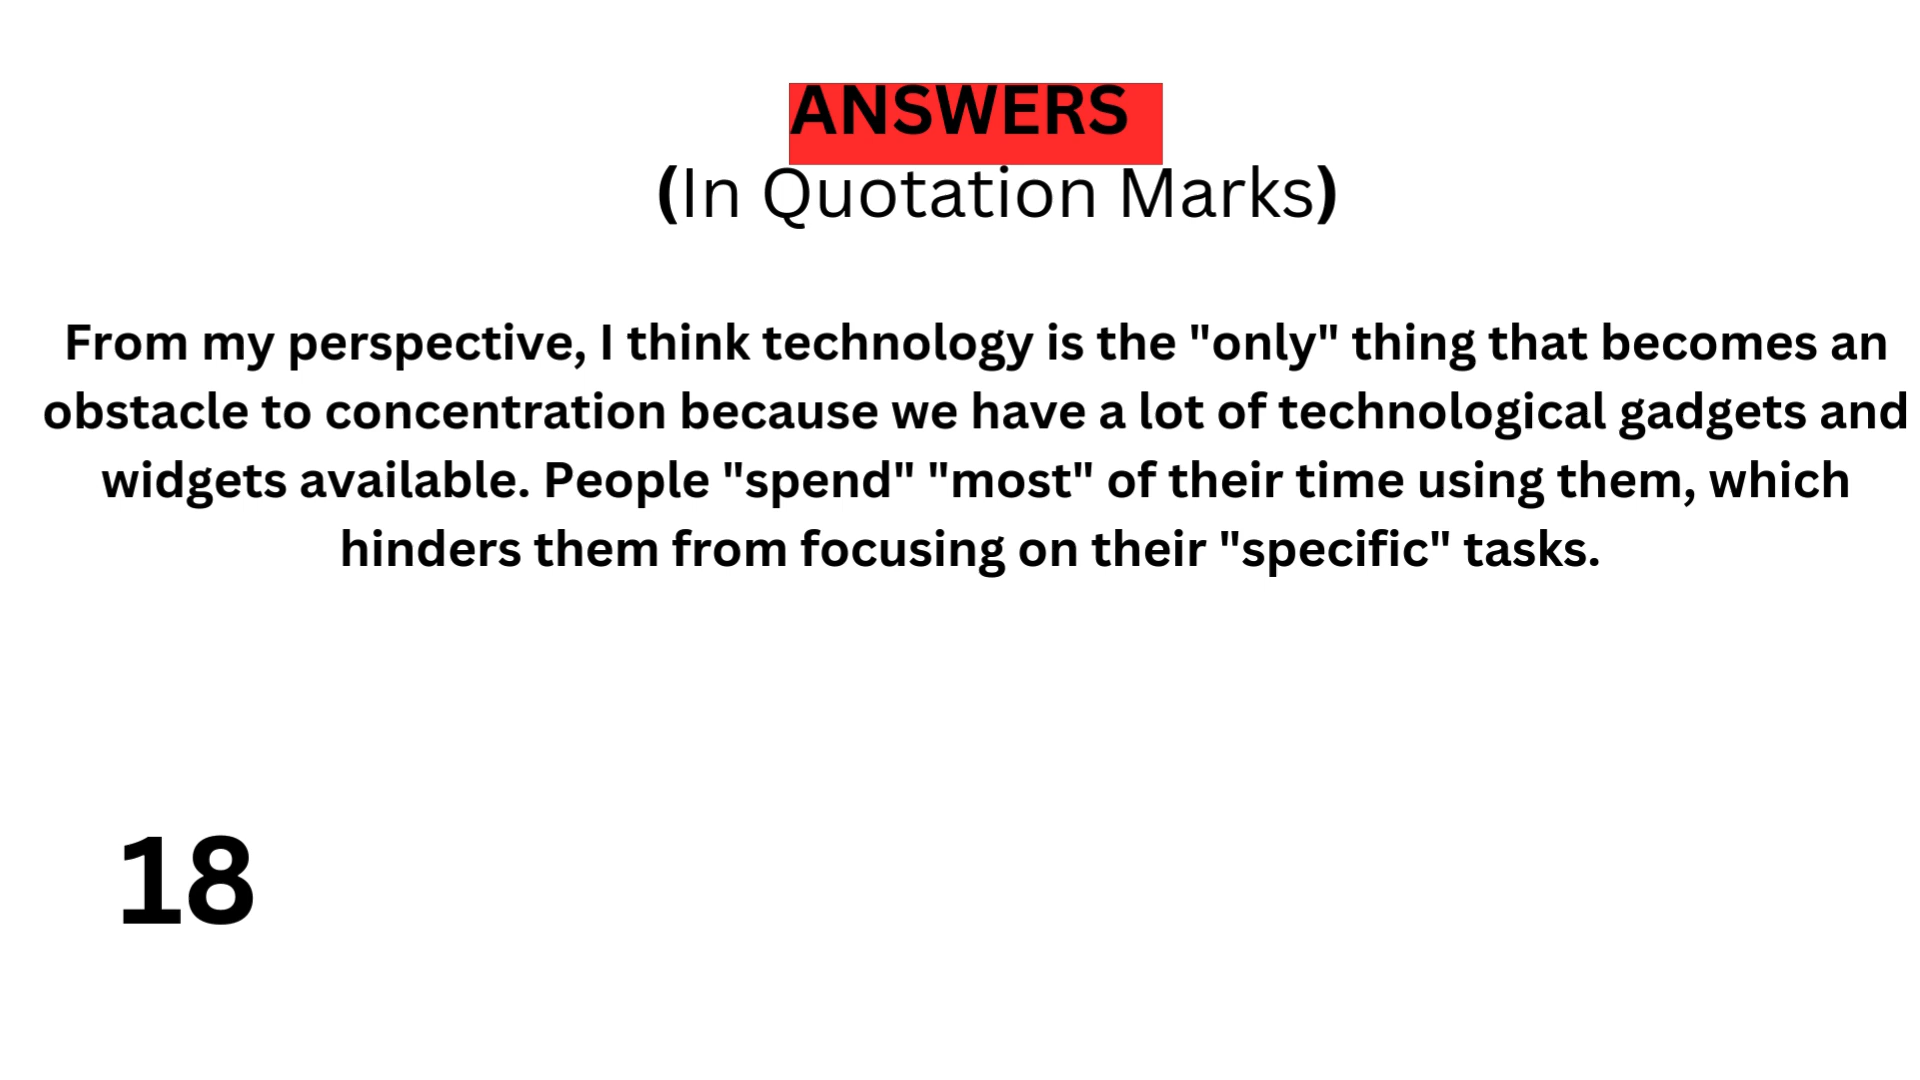 ANSWERS
(In Quotation Marks)
From my perspective, I think technology is the "only" thing that becomes an
obstacle to concentration because we have a lot of technological gadgets and
widgets available. People "spend" "most" of their time using them, which
hinders them from focusing on their "specific" tasks.
18